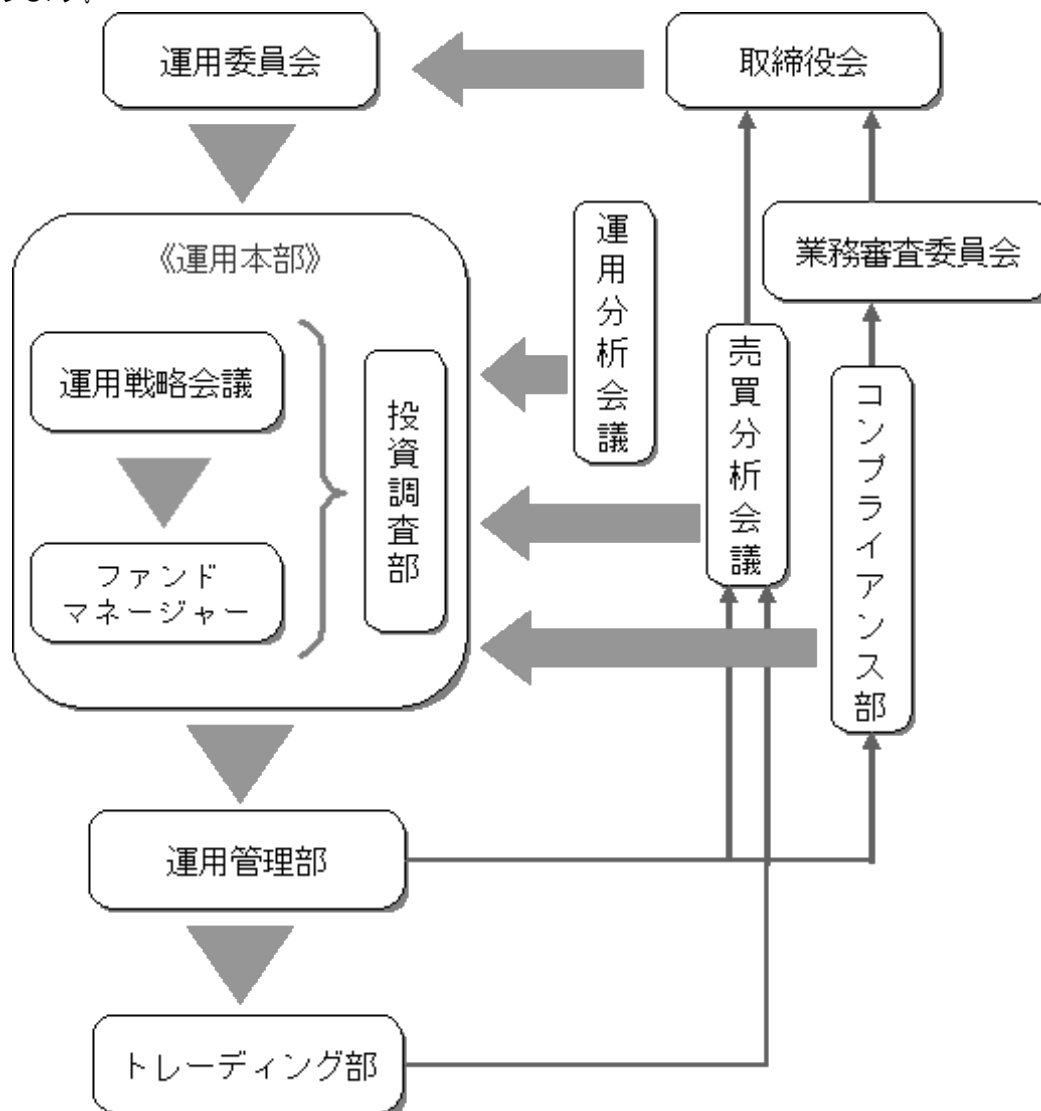 運用委員会
取締役会
運用分析会議
業務審査委員会
《運用本部》
運用戦略会議
投資調査部
売買分析会議
コンプライアンス部
ファンド
マネージャー
運用管理部
トレーディング部